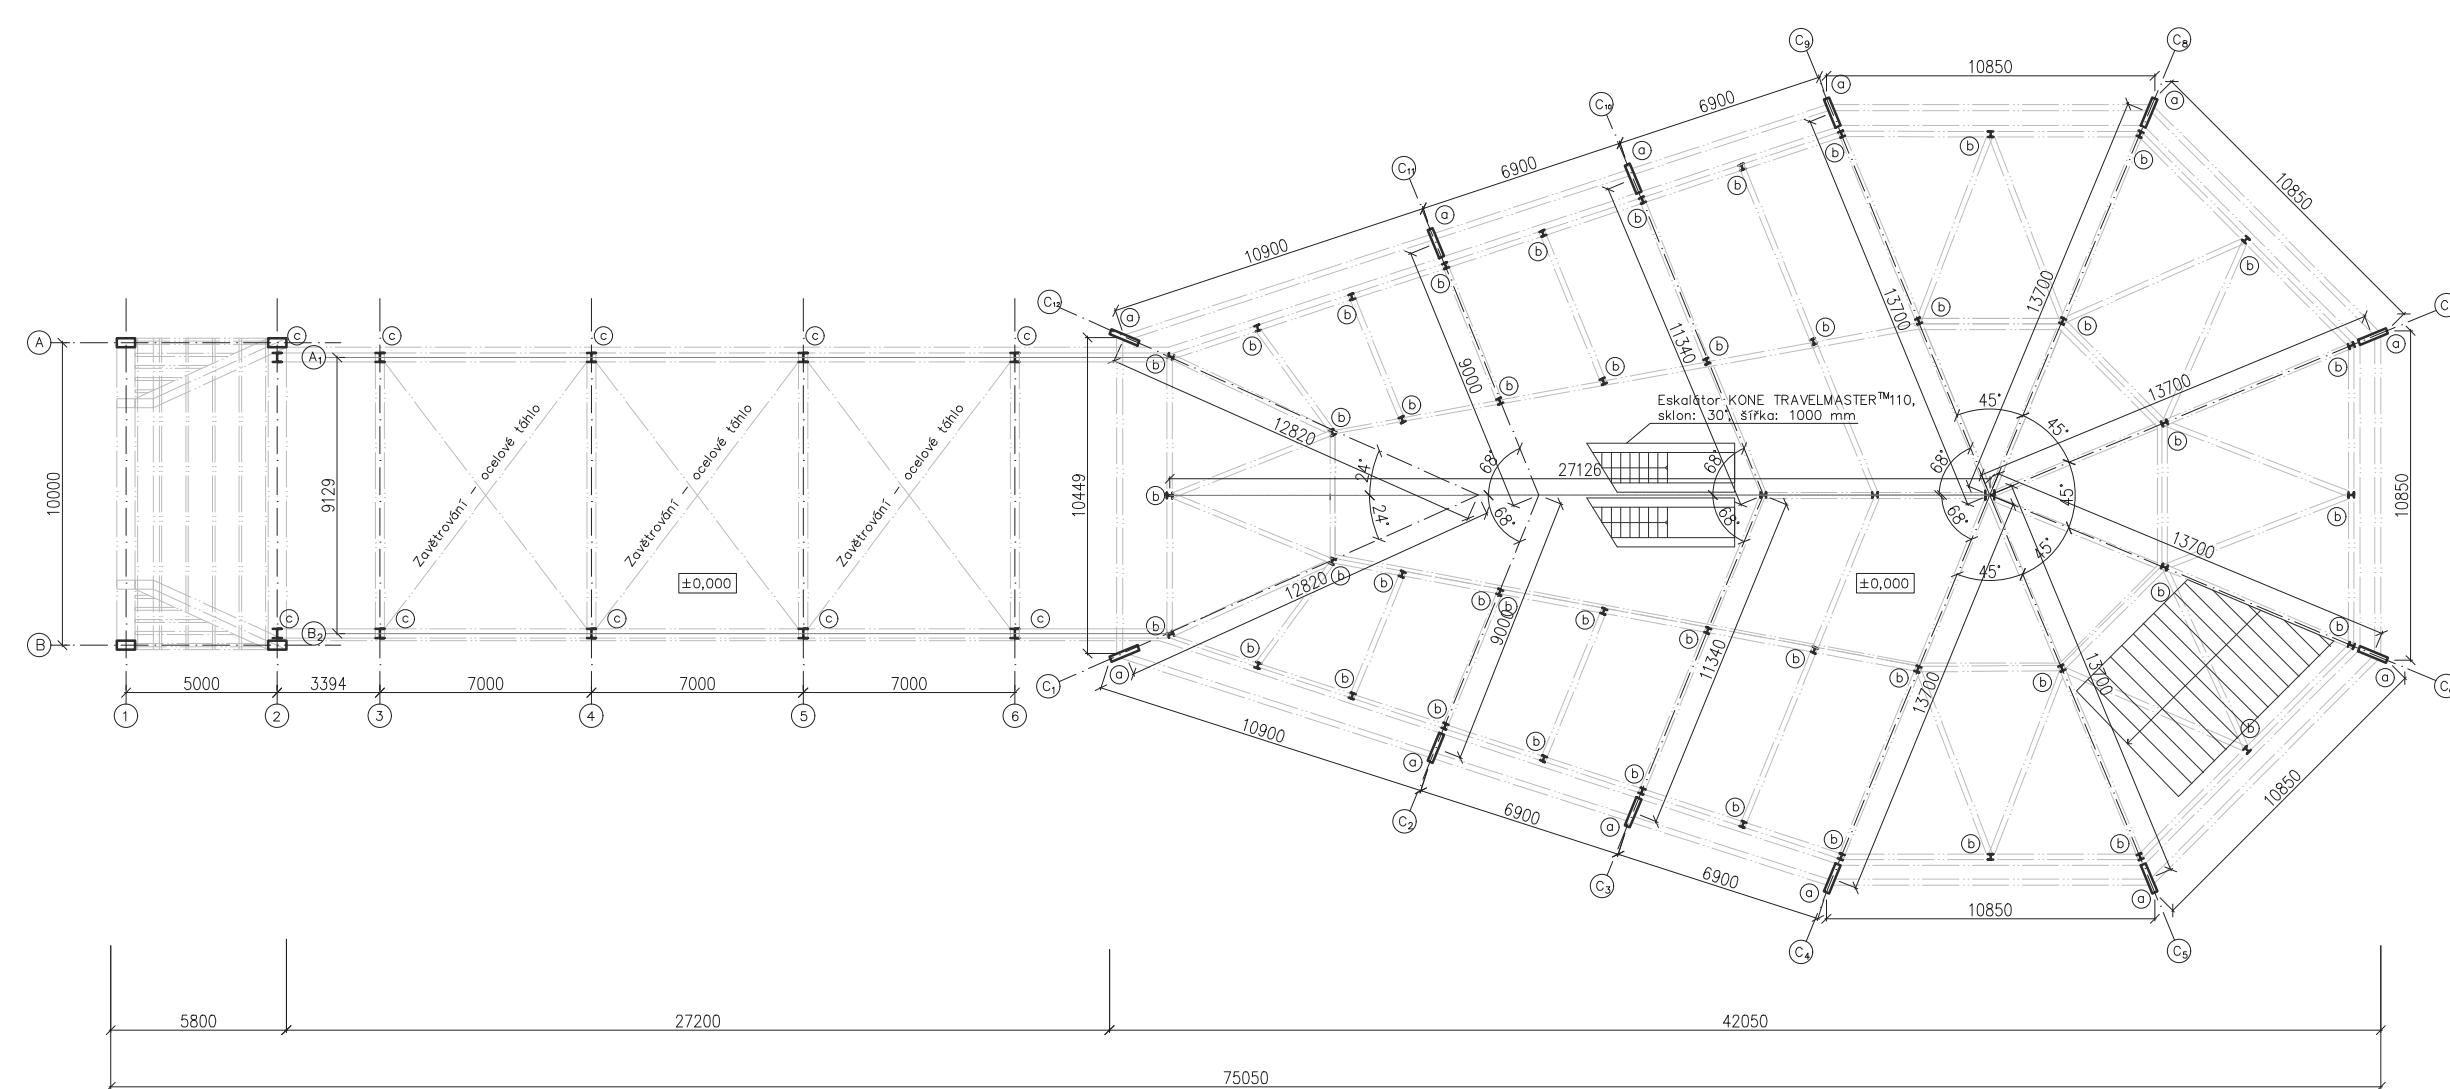 C₉
C₈
10850
a
a
6900
C₁₀
a
b
b
b
6900
C₁₁
a
b
b
10850
10900
b
b
b
b
C₁₂
a
b
b
13700
13700
b
b
C
a
b
A
c
c
c
c
c
A₁
b
11340
b
b
9000
b
b
13700
Eskalátor KONE TRAVELMASTER™110,
sklon: 30°, šířka: 1000 mm
45°
b
b
12820
b
45°
Zavětrování – ocelové táhlo
Zavětrování – ocelové táhlo
Zavětrování – ocelové táhlo
24°
68°
27126
68°
68°
45°
10000
9129
10449
b
b
10850
24°
68°
68°
68°
45°
13700
±0,000
±0,000
45°
12820
b
b
b
b
b
b
c
c
c
c
c
B₂
b
9000
b
b
b
B
b
b
11340
b
b
b
13700
13700
a
C₁
a
C
5000
3394
7000
7000
7000
1
2
3
4
5
6
10900
b
b
b
a
b
b
10850
C₂
6900
a
b
b
b
b
C₃
6900
a
10850
a
C₄
C₅
5800
27200
42050
75050